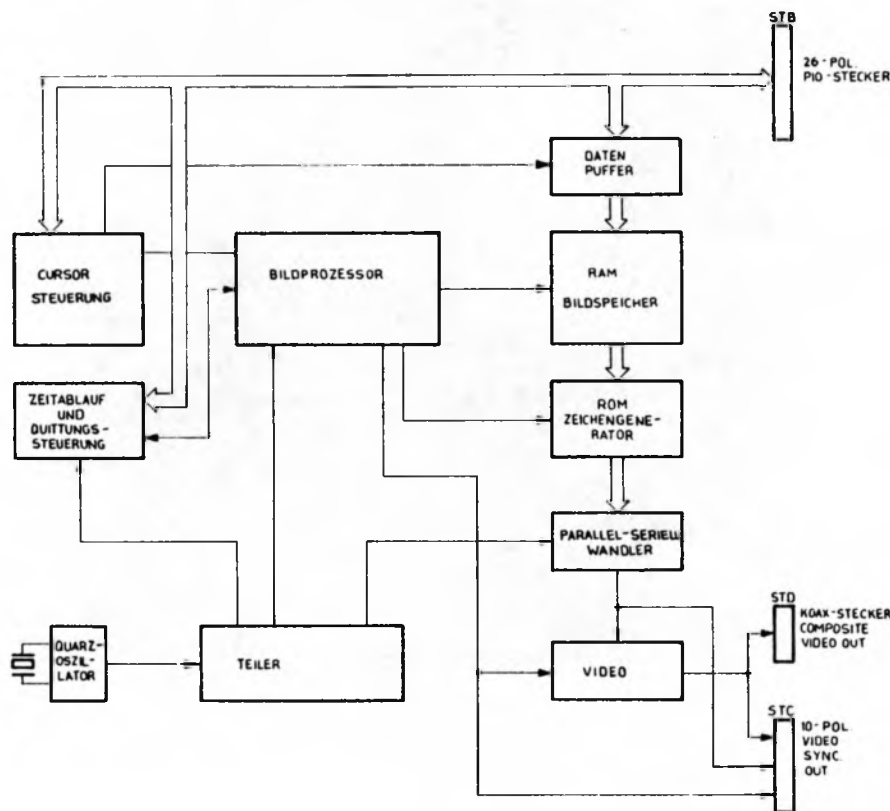 STB
26-POL.
PIO-STECKER
DATEN
PUFFER
CURSOR
STEUERUNG
BILDPROZESSOR
RAM
BILDSPEICHER
ZEITABLAUF
UND
QUITTUNGS-
STEUERUNG
ROM
ZEICHENGENE-
RATOR
PARALLEL-SERIELL
WANDLER
QUARZ-
OSZIL-
LATOR
TEILER
VIDEO
STD
KOAX-STECKER
COMPOSITE
VIDEO OUT
STC
10-POL.
VIDEO
SYNC.
OUT